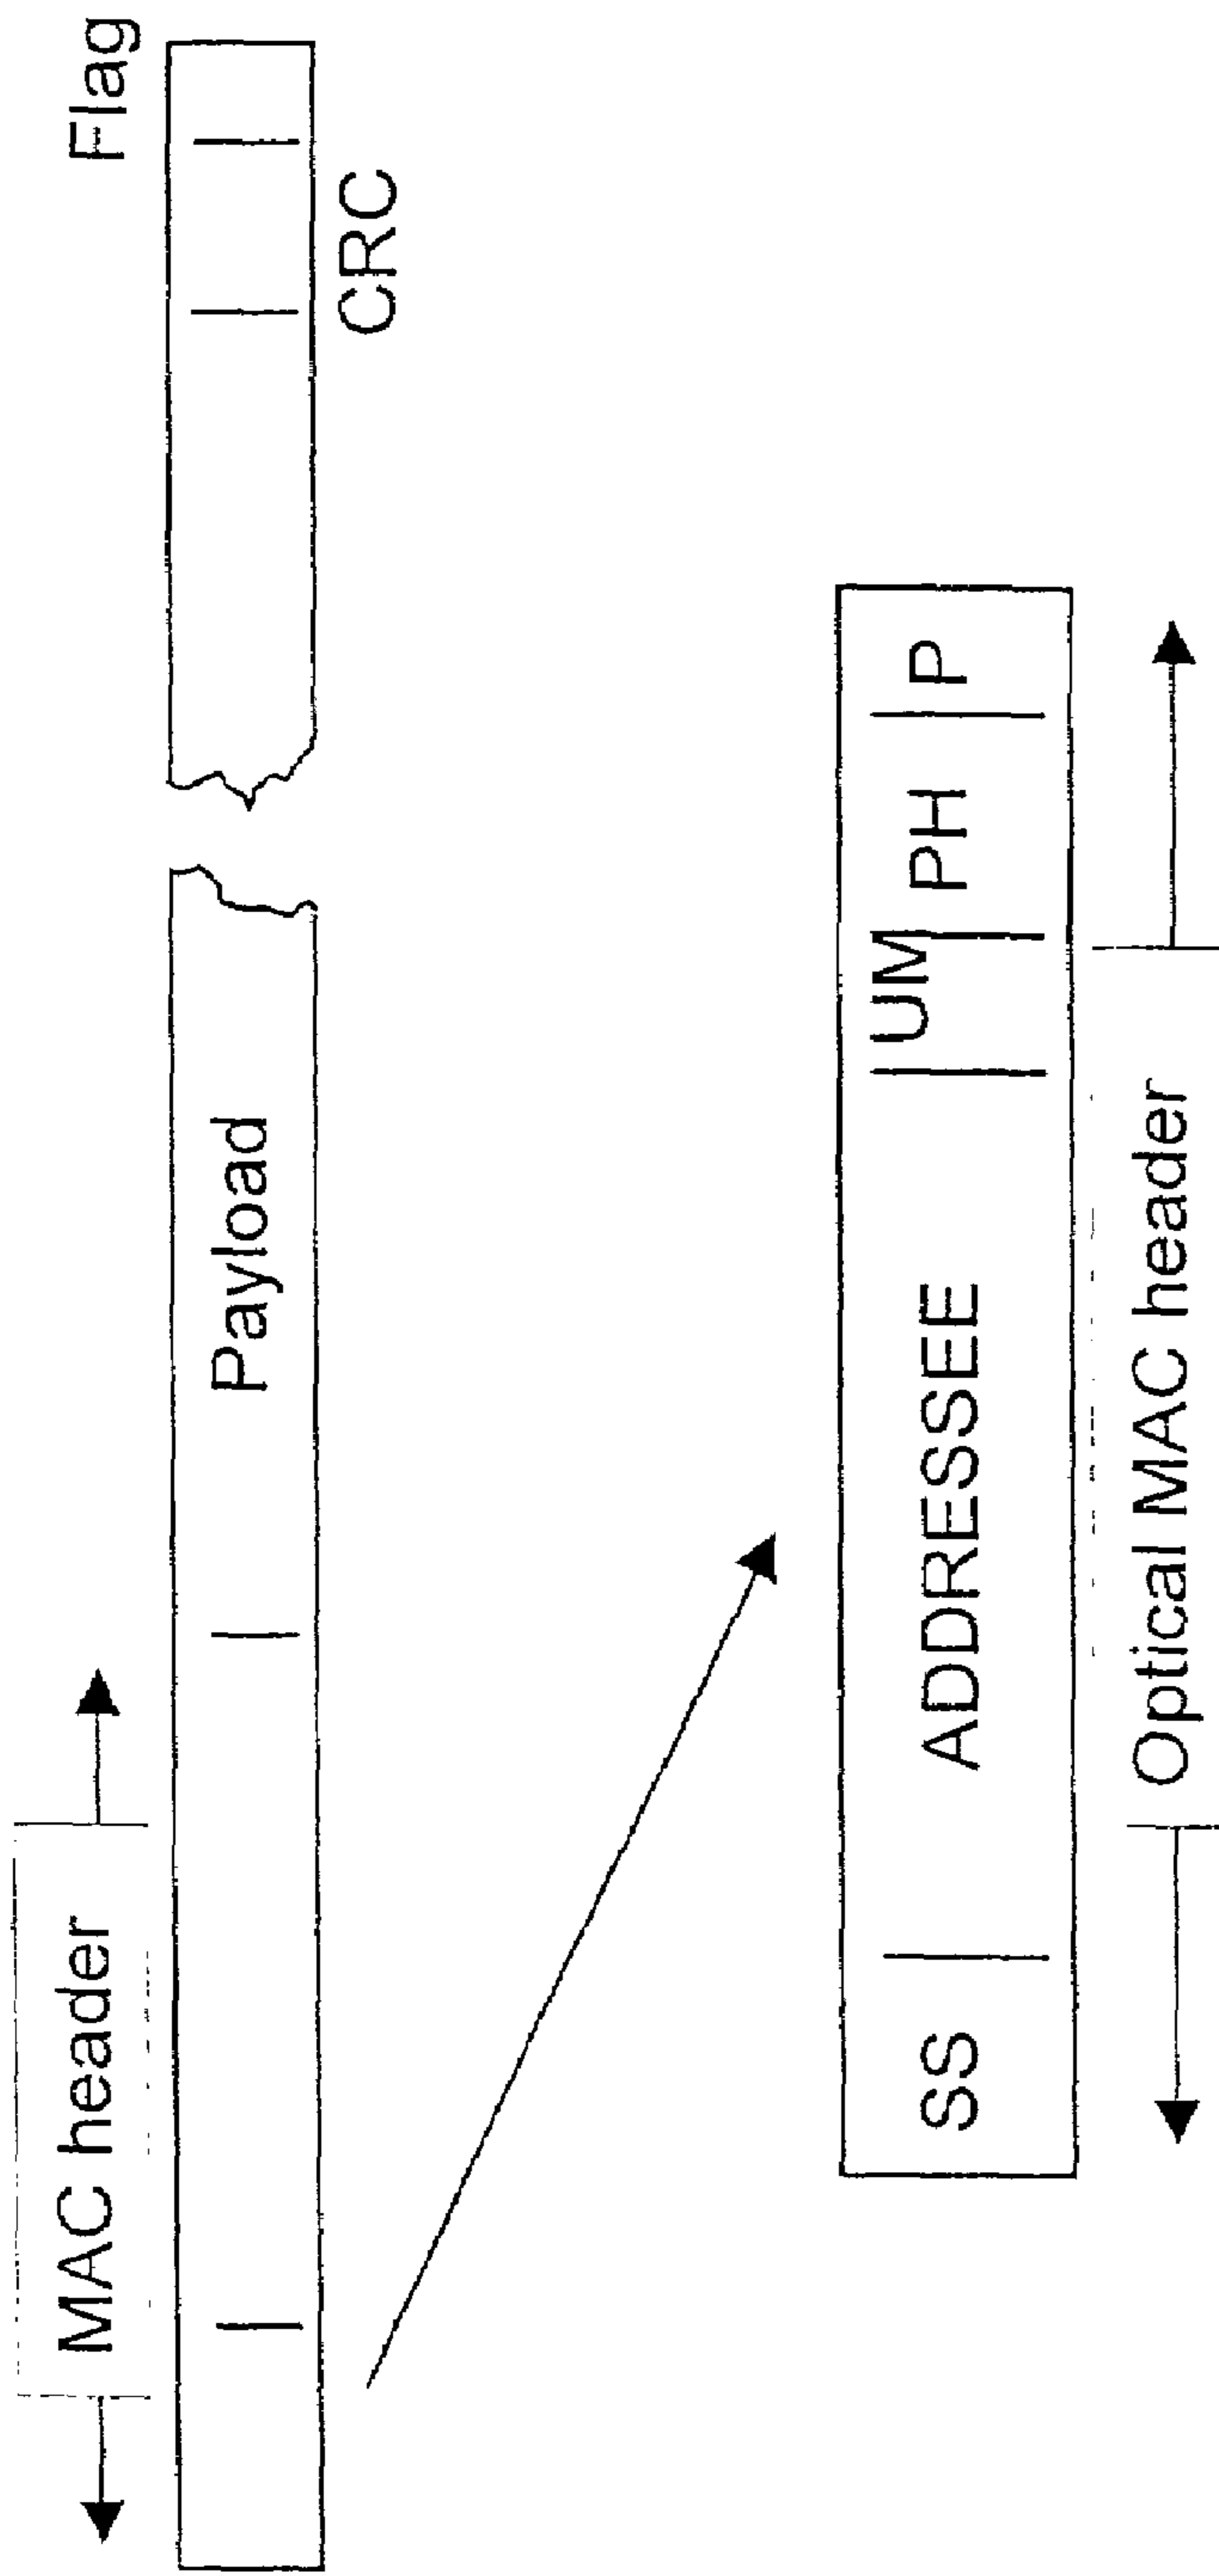 MAC header
Flag
Payload
CRC
SS
ADDRESSEE
UM
PH
P
Optical MAC header